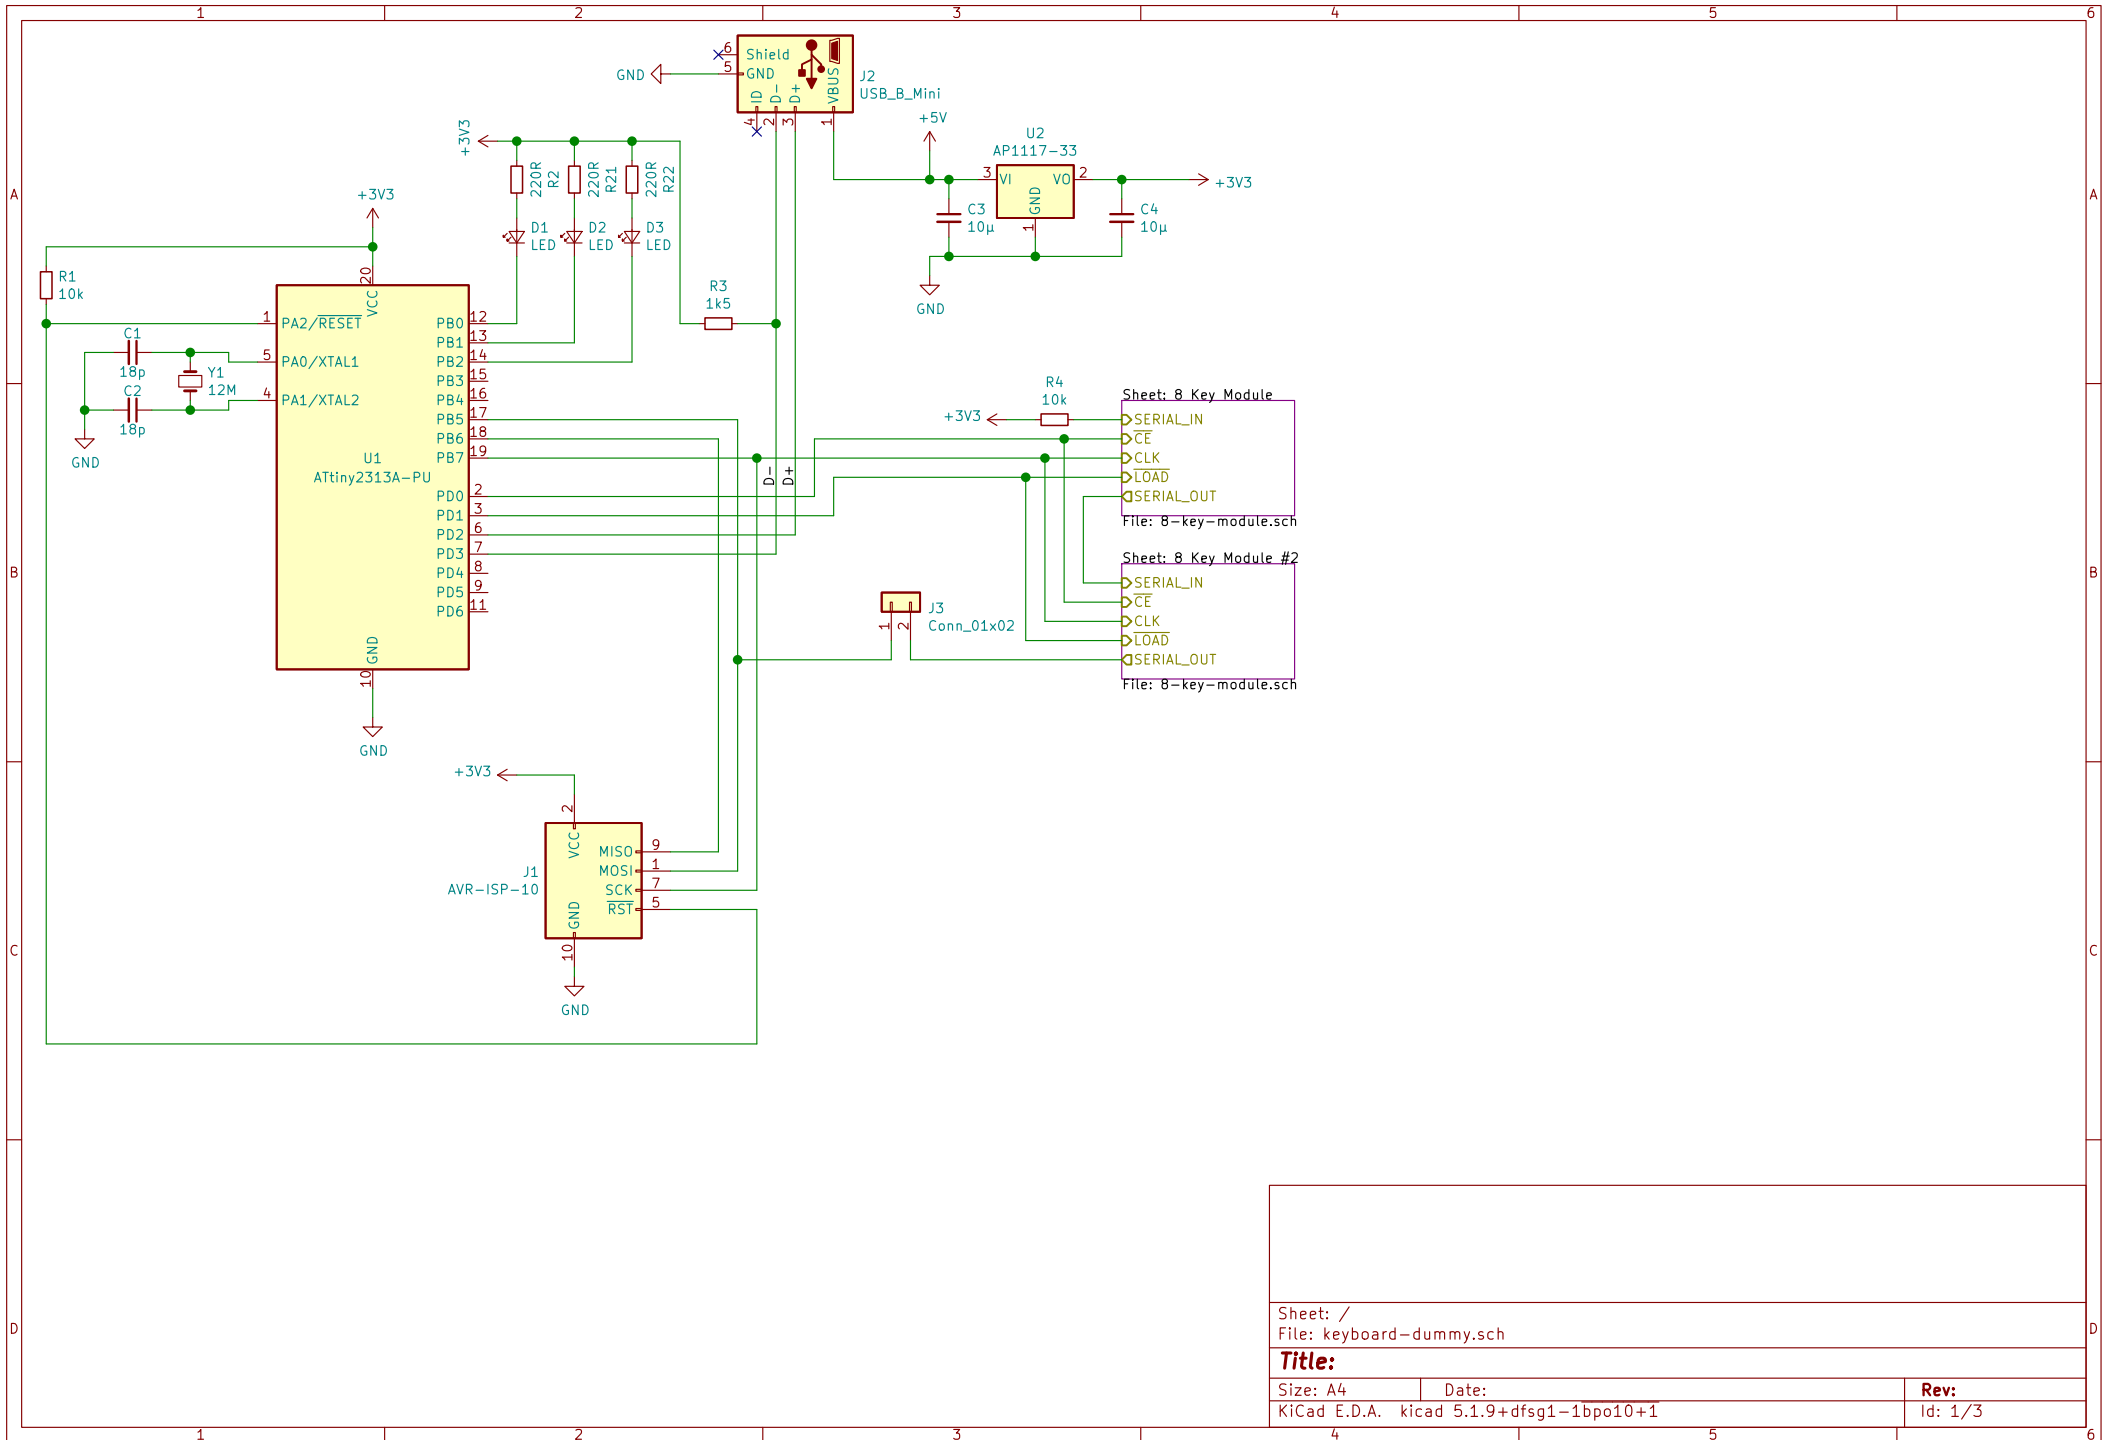 1 2 3 4 5 6
A
B
C
D
6 Shield
5 GND
GND
ID
D-
D+
VBUS
4
2
3
1
J2
USB_B_Mini
+3V3
220R
R2
220R
R21
220R
R22
D1
LED
D2
LED
D3
LED
+5V
U2
AP1117-33
3 VI
VO 2
GND
1
+3V3
C3
10µ
C4
10µ
GND
+3V3
R1
10k
20
VCC
1 PA2/RESET
5 PA0/XTAL1
4 PA1/XTAL2
C1
18p
C2
18p
Y1
12M
GND
U1
ATtiny2313A-PU
PB0 12
PB1 13
PB2 14
PB3 15
PB4 16
PB5 17
PB6 18
PB7 19
PD0 2
PD1 3
PD2 6
PD3 7
PD4 8
PD5 9
PD6 11
GND
10
GND
R3
1k5
D-
D+
R4
10k
+3V3
Sheet: 8 Key Module
SERIAL_IN
CE
CLK
LOAD
SERIAL_OUT
File: 8-key-module.sch
Sheet: 8 Key Module #2
SERIAL_IN
CE
CLK
LOAD
SERIAL_OUT
File: 8-key-module.sch
J3
Conn_01x02
1
2
+3V3
2
VCC
MISO 9
MOSI 1
SCK 7
RST 5
GND
10
J1
AVR-ISP-10
GND
A
B
C
D
Sheet: /
File: keyboard-dummy.sch
Title:
Size: A4
Date:
Rev:
KiCad E.D.A. kicad 5.1.9+dfsg1-1bpo10+1
Id: 1/3
1 2 3 4 5 6